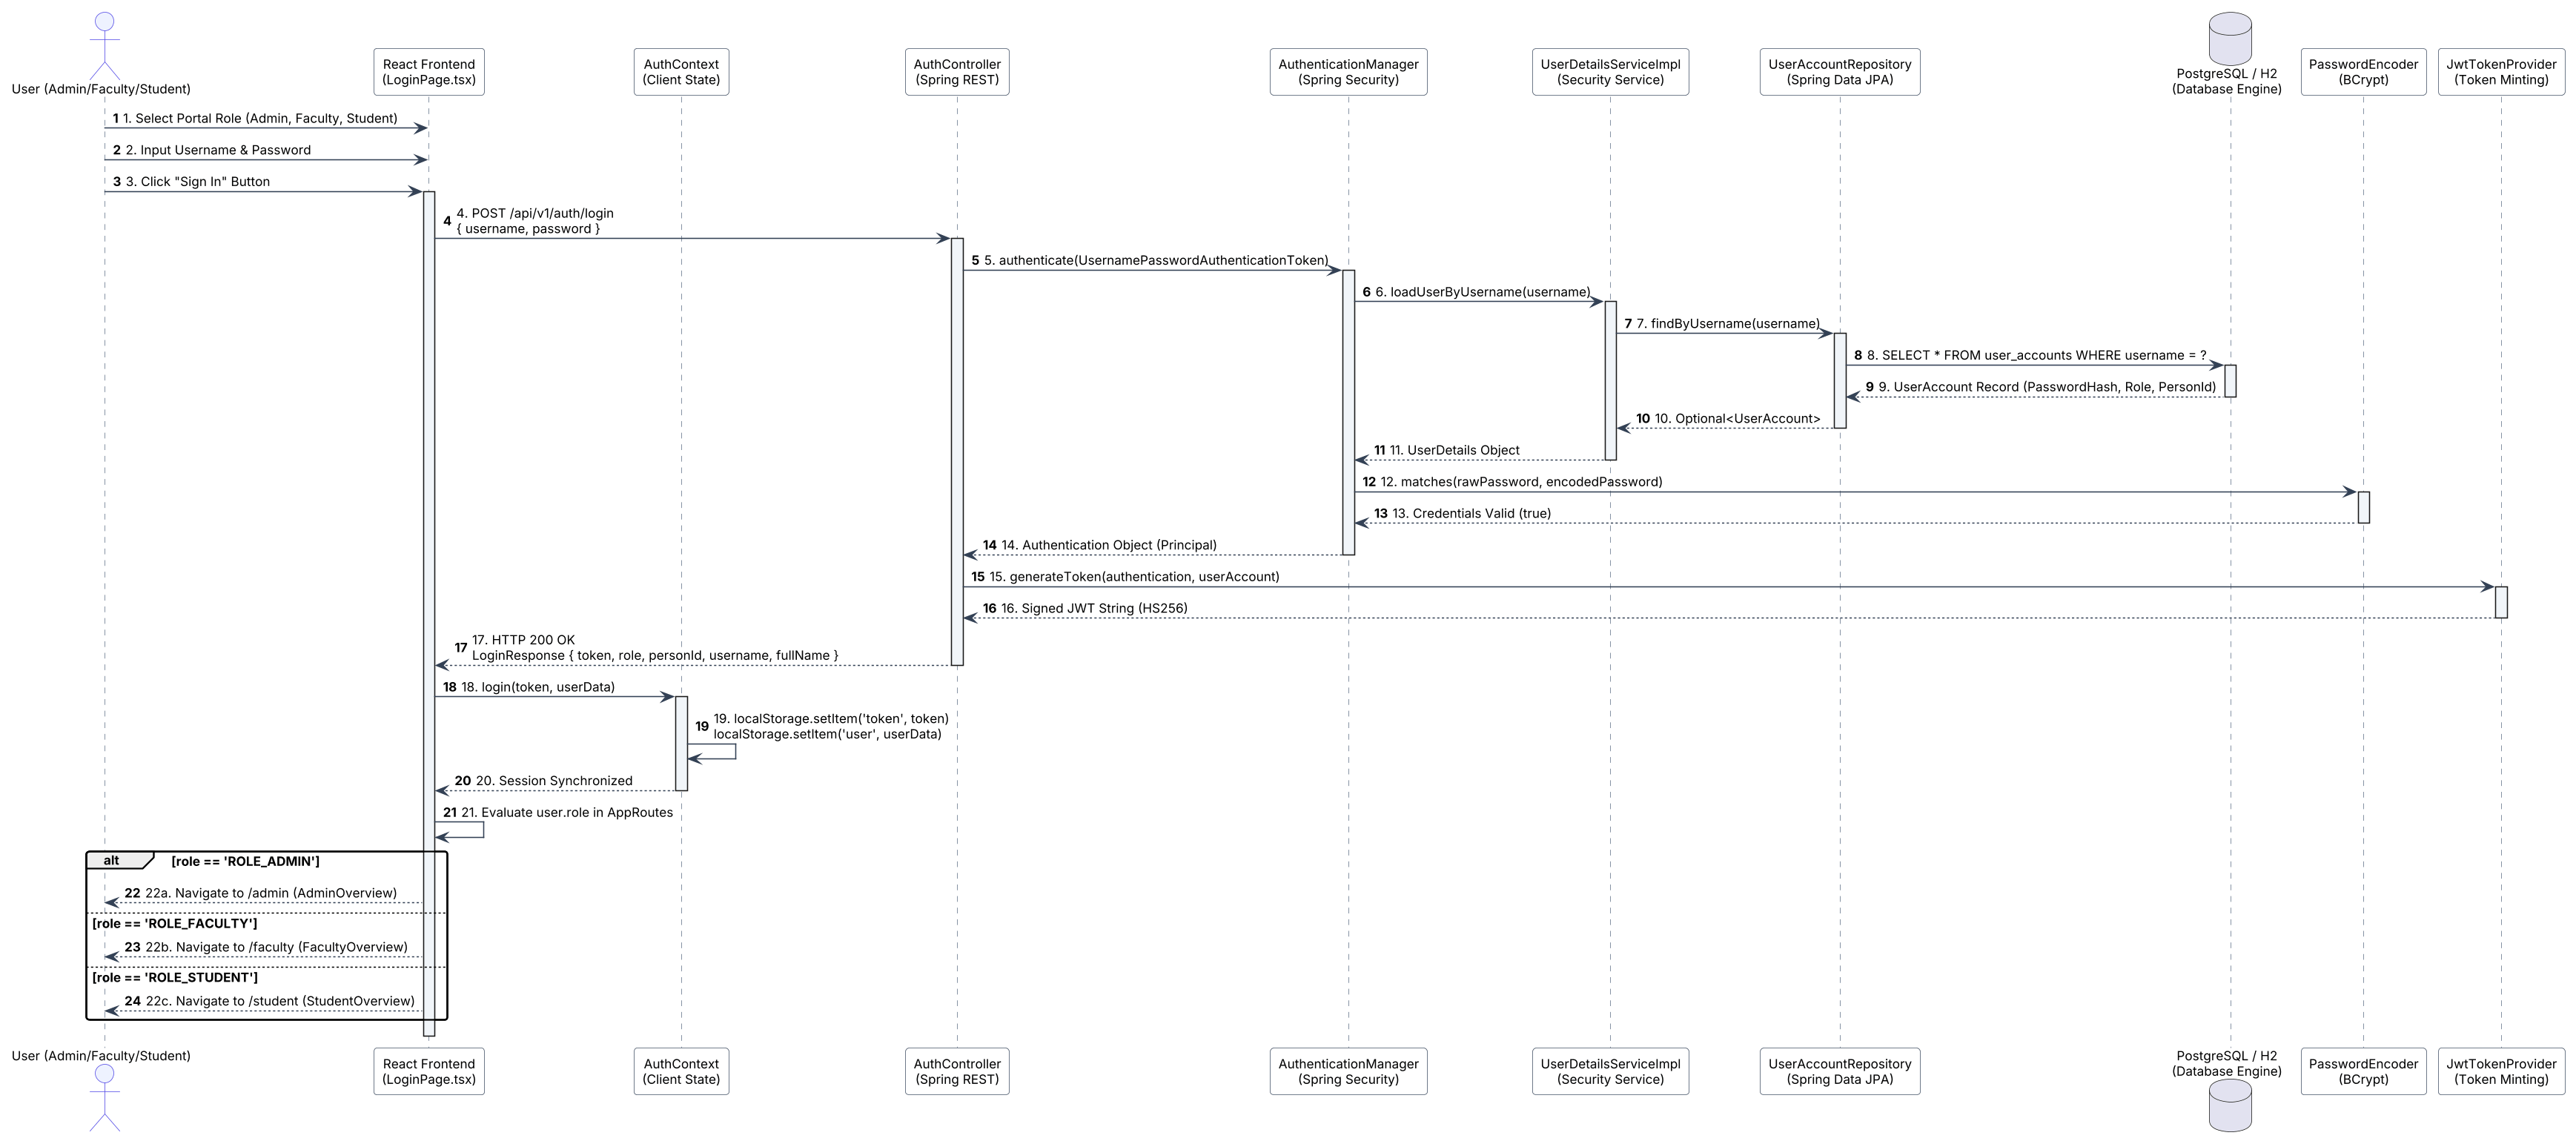 User (Admin/Faculty/Student)
React Frontend
(LoginPage.tsx)
AuthContext
(Client State)
AuthController
(Spring REST)
AuthenticationManager
(Spring Security)
UserDetailsServiceImpl
(Security Service)
UserAccountRepository
(Spring Data JPA)
PostgreSQL / H2
(Database Engine)
PasswordEncoder
(BCrypt)
JwtTokenProvider
(Token Minting)
1 1. Select Portal Role (Admin, Faculty, Student)
2 2. Input Username & Password
3 3. Click "Sign In" Button
4 4. POST /api/v1/auth/login
{ username, password }
5 5. authenticate(UsernamePasswordAuthenticationToken)
6 6. loadUserByUsername(username)
7 7. findByUsername(username)
8 8. SELECT * FROM user_accounts WHERE username = ?
9 9. UserAccount Record (PasswordHash, Role, PersonId)
10 10. Optional<UserAccount>
11 11. UserDetails Object
12 12. matches(rawPassword, encodedPassword)
13 13. Credentials Valid (true)
14 14. Authentication Object (Principal)
15 15. generateToken(authentication, userAccount)
16 16. Signed JWT String (HS256)
17 17. HTTP 200 OK
LoginResponse { token, role, personId, username, fullName }
18 18. login(token, userData)
19 19. localStorage.setItem('token', token)
localStorage.setItem('user', userData)
20 20. Session Synchronized
21 21. Evaluate user.role in AppRoutes
alt [role == 'ROLE_ADMIN']
22 22a. Navigate to /admin (AdminOverview)
[role == 'ROLE_FACULTY']
23 22b. Navigate to /faculty (FacultyOverview)
[role == 'ROLE_STUDENT']
24 22c. Navigate to /student (StudentOverview)
User (Admin/Faculty/Student)
React Frontend
(LoginPage.tsx)
AuthContext
(Client State)
AuthController
(Spring REST)
AuthenticationManager
(Spring Security)
UserDetailsServiceImpl
(Security Service)
UserAccountRepository
(Spring Data JPA)
PostgreSQL / H2
(Database Engine)
PasswordEncoder
(BCrypt)
JwtTokenProvider
(Token Minting)